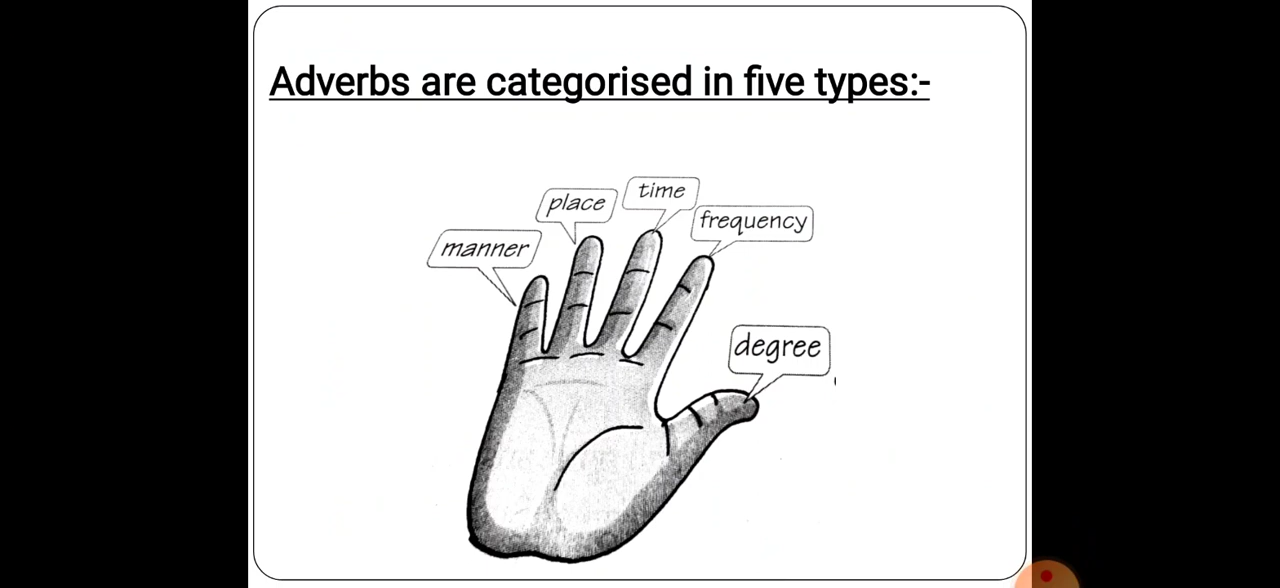 Adverbs are categorised in five types:-
place
time
frequency
manner
degree